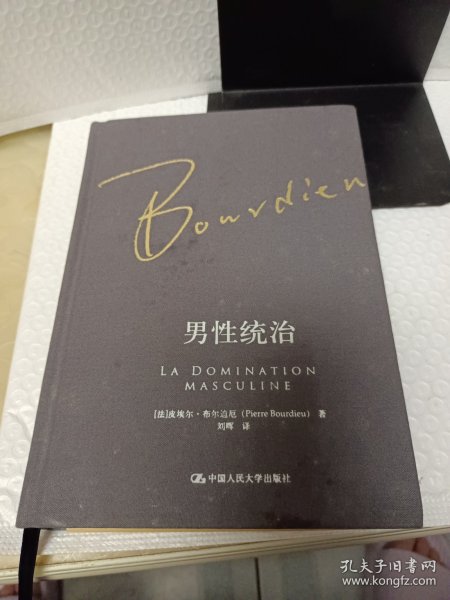 Bourdieu
男性统治
LA DOMINATION
MASCULINE
[法]皮埃尔·布尔迪厄（Pierre Bourdieu） 著
刘晖 译
中国人民大学出版社
孔夫子旧书网
www.kongfz.com